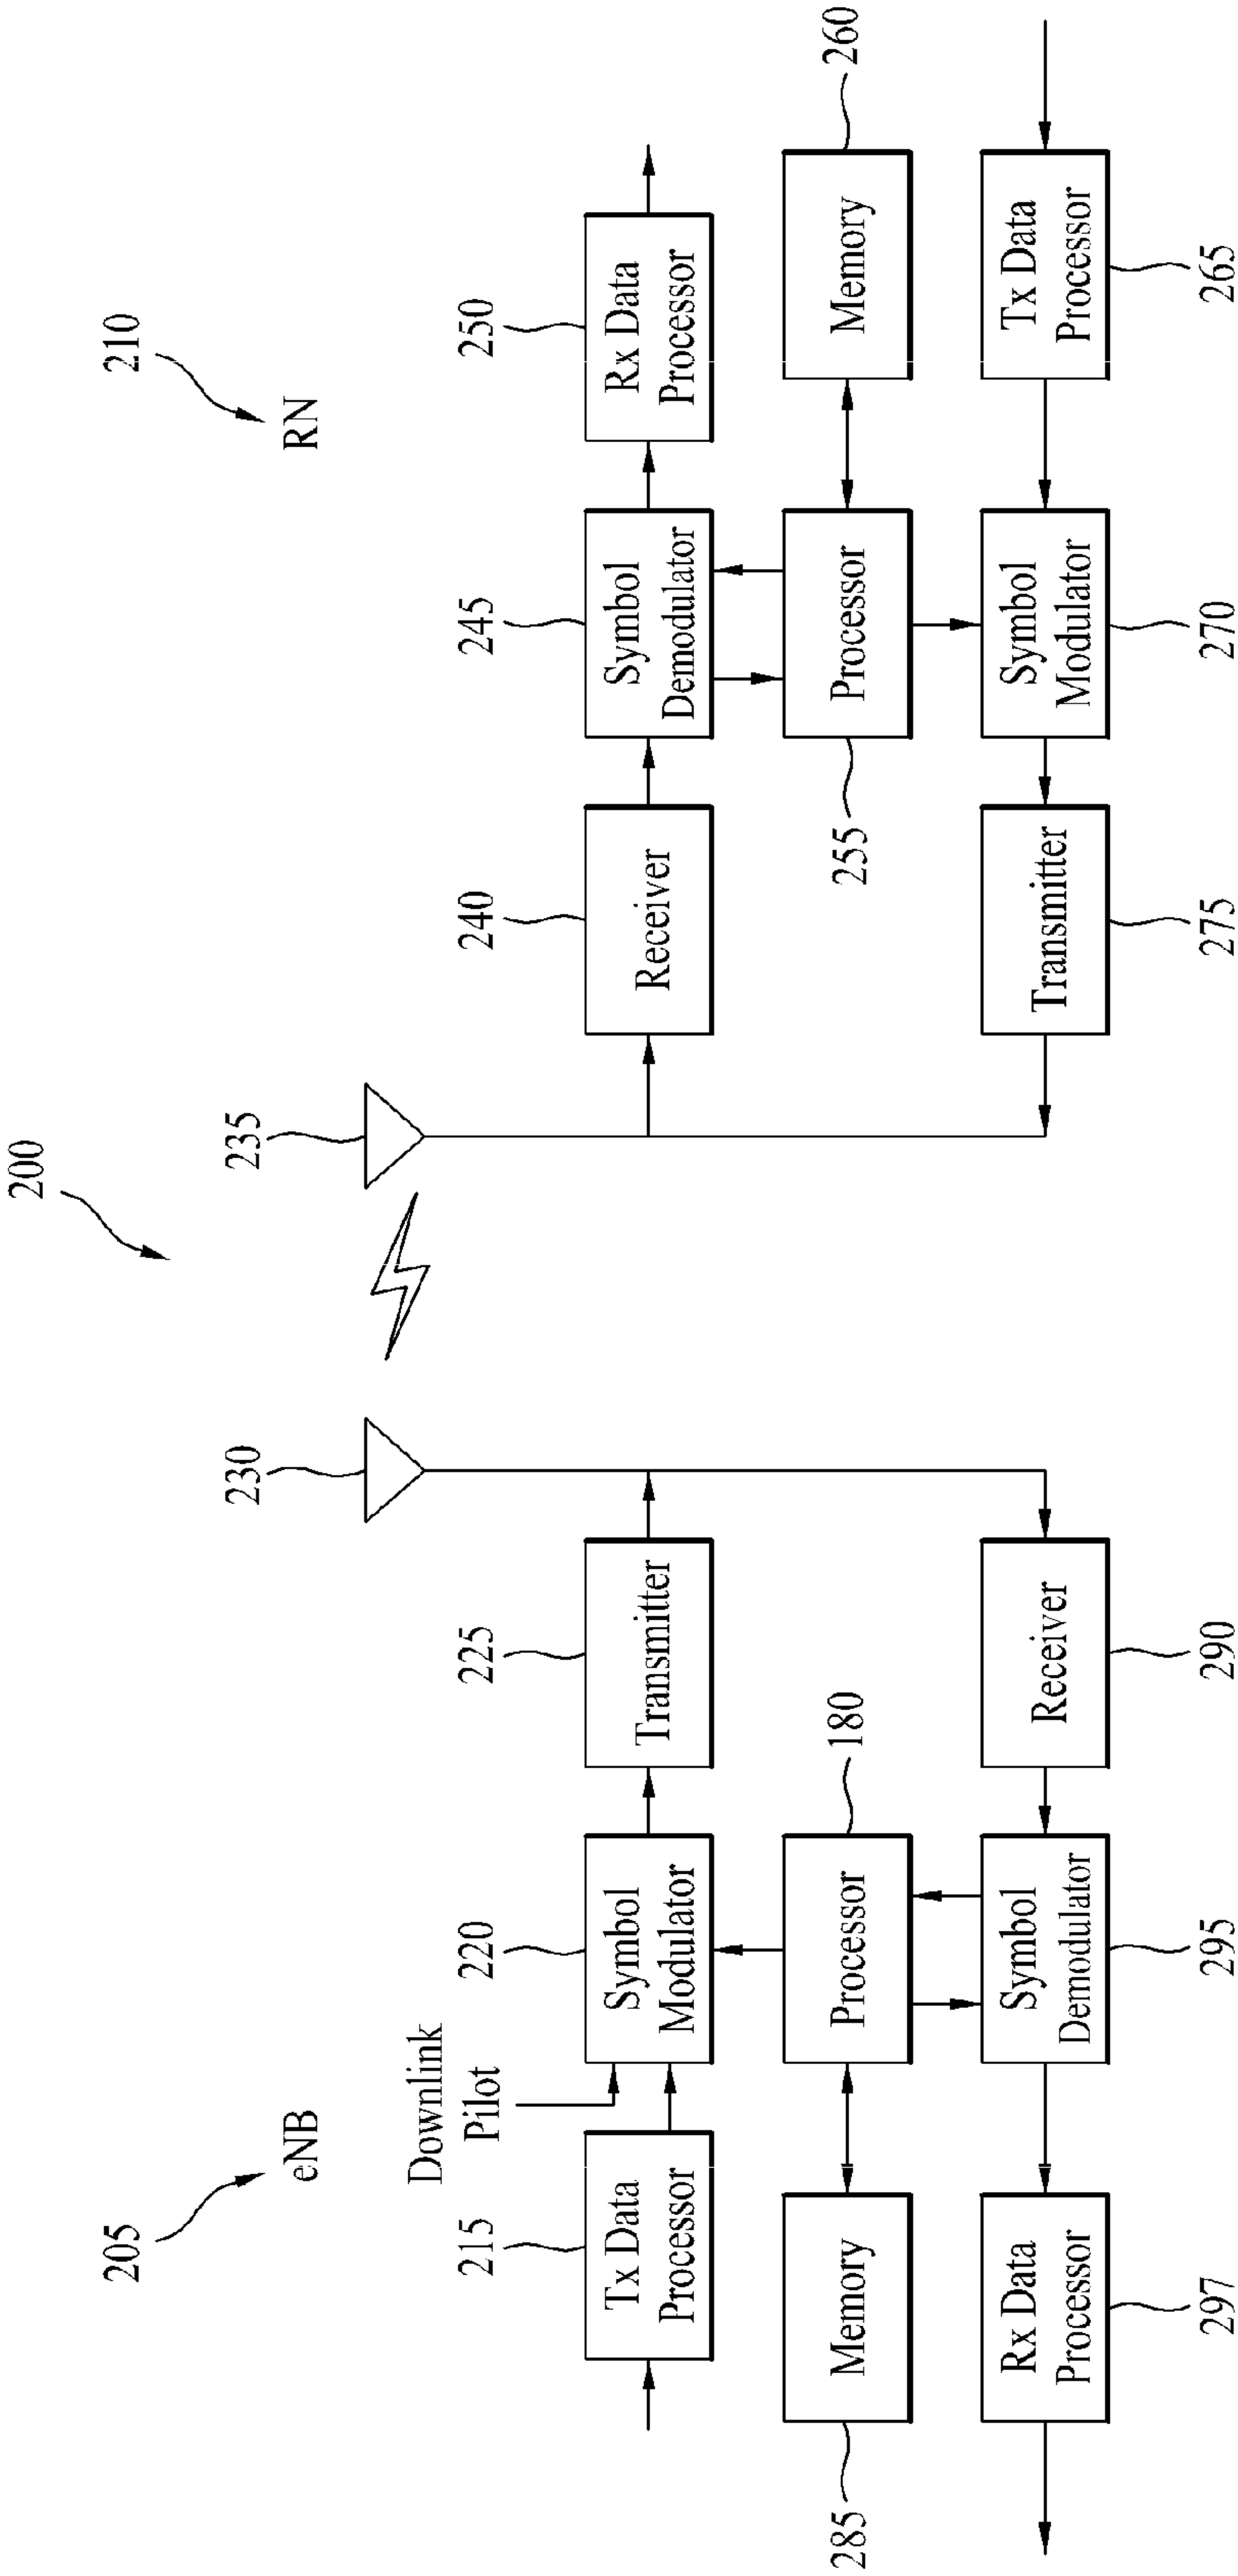 200
205
eNB
210
RN
230
235
Downlink
Pilot
215
Tx Data
Processor
220
Symbol
Modulator
225
Transmitter
240
Receiver
245
Symbol
Demodulator
250
Rx Data
Processor
285
Memory
Processor
180
255
Processor
Memory
260
Rx Data
Processor
297
Symbol
Demodulator
295
Receiver
290
Transmitter
275
Symbol
Modulator
270
Tx Data
Processor
265